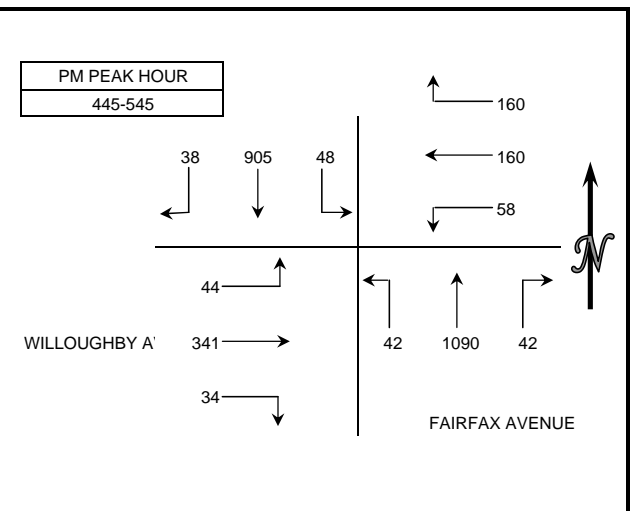 PM PEAK HOUR
445-545
160
38 905 48 160
58
44
WILLOUGHBY A
341 42 1090 42
34
FAIRFAX AVENUE
N